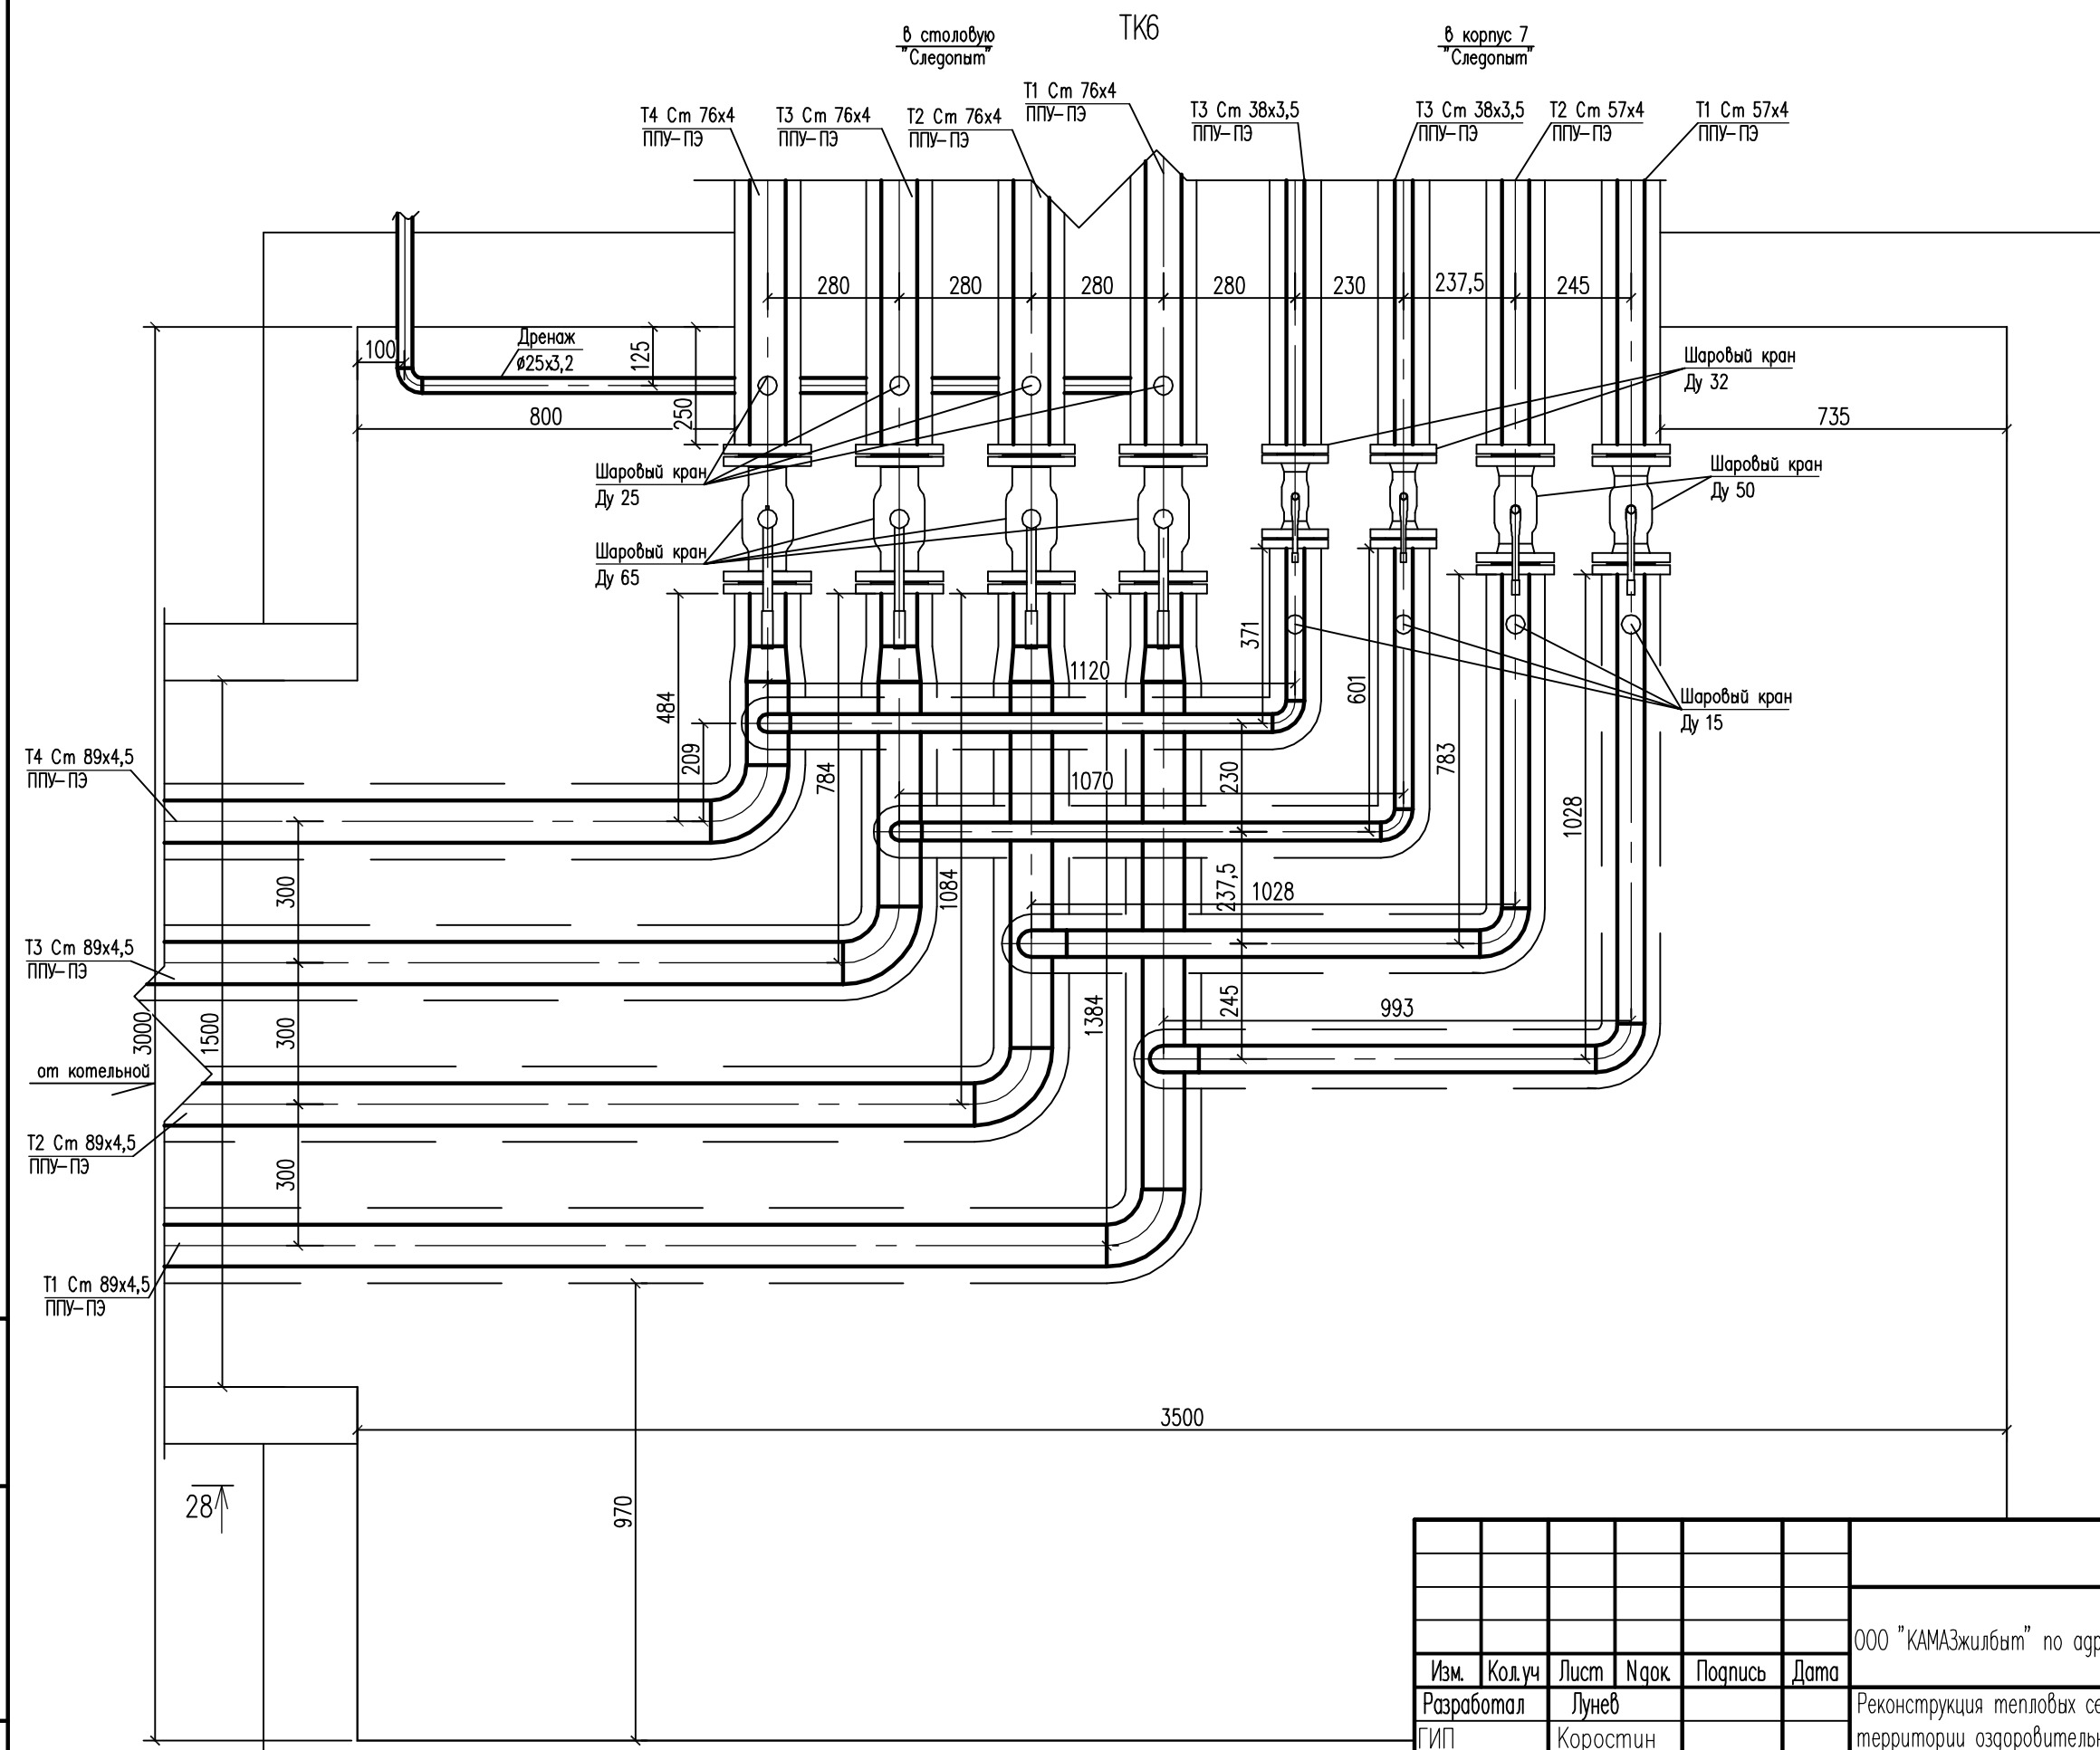 ТК6
в столовую
"Следопыт"
в корпус 7
"Следопыт"
Т4 Ст 76х4
ППУ-ПЭ
Т3 Ст 76х4
ППУ-ПЭ
Т2 Ст 76х4
ППУ-ПЭ
Т1 Ст 76х4
ППУ-ПЭ
Т3 Ст 38х3,5
ППУ-ПЭ
Т3 Ст 38х3,5
ППУ-ПЭ
Т2 Ст 57х4
ППУ-ПЭ
Т1 Ст 57х4
ППУ-ПЭ
280
280
280
280
230
237,5
245
100
Дренаж
ø25х3,2
125
250
800
735
Шаровый кран
Ду 32
Шаровый кран
Ду 25
Шаровый кран
Ду 50
Шаровый кран
Ду 65
Шаровый кран
Ду 15
371
601
1120
484
209
784
1070
230
783
1028
1084
237,5
1028
1384
245
993
Т4 Ст 89х4,5
ППУ-ПЭ
300
Т3 Ст 89х4,5
ППУ-ПЭ
3000
1500
300
от котельной
Т2 Ст 89х4,5
ППУ-ПЭ
300
Т1 Ст 89х4,5
ППУ-ПЭ
3500
28
970
ООО "КАМАЗжилбыт" по адр
Изм. Кол.уч Лист Nдок. Подпись Дата
Разработал Лунев
ГИП Коростин
Реконструкция тепловых се
территории оздоровительн